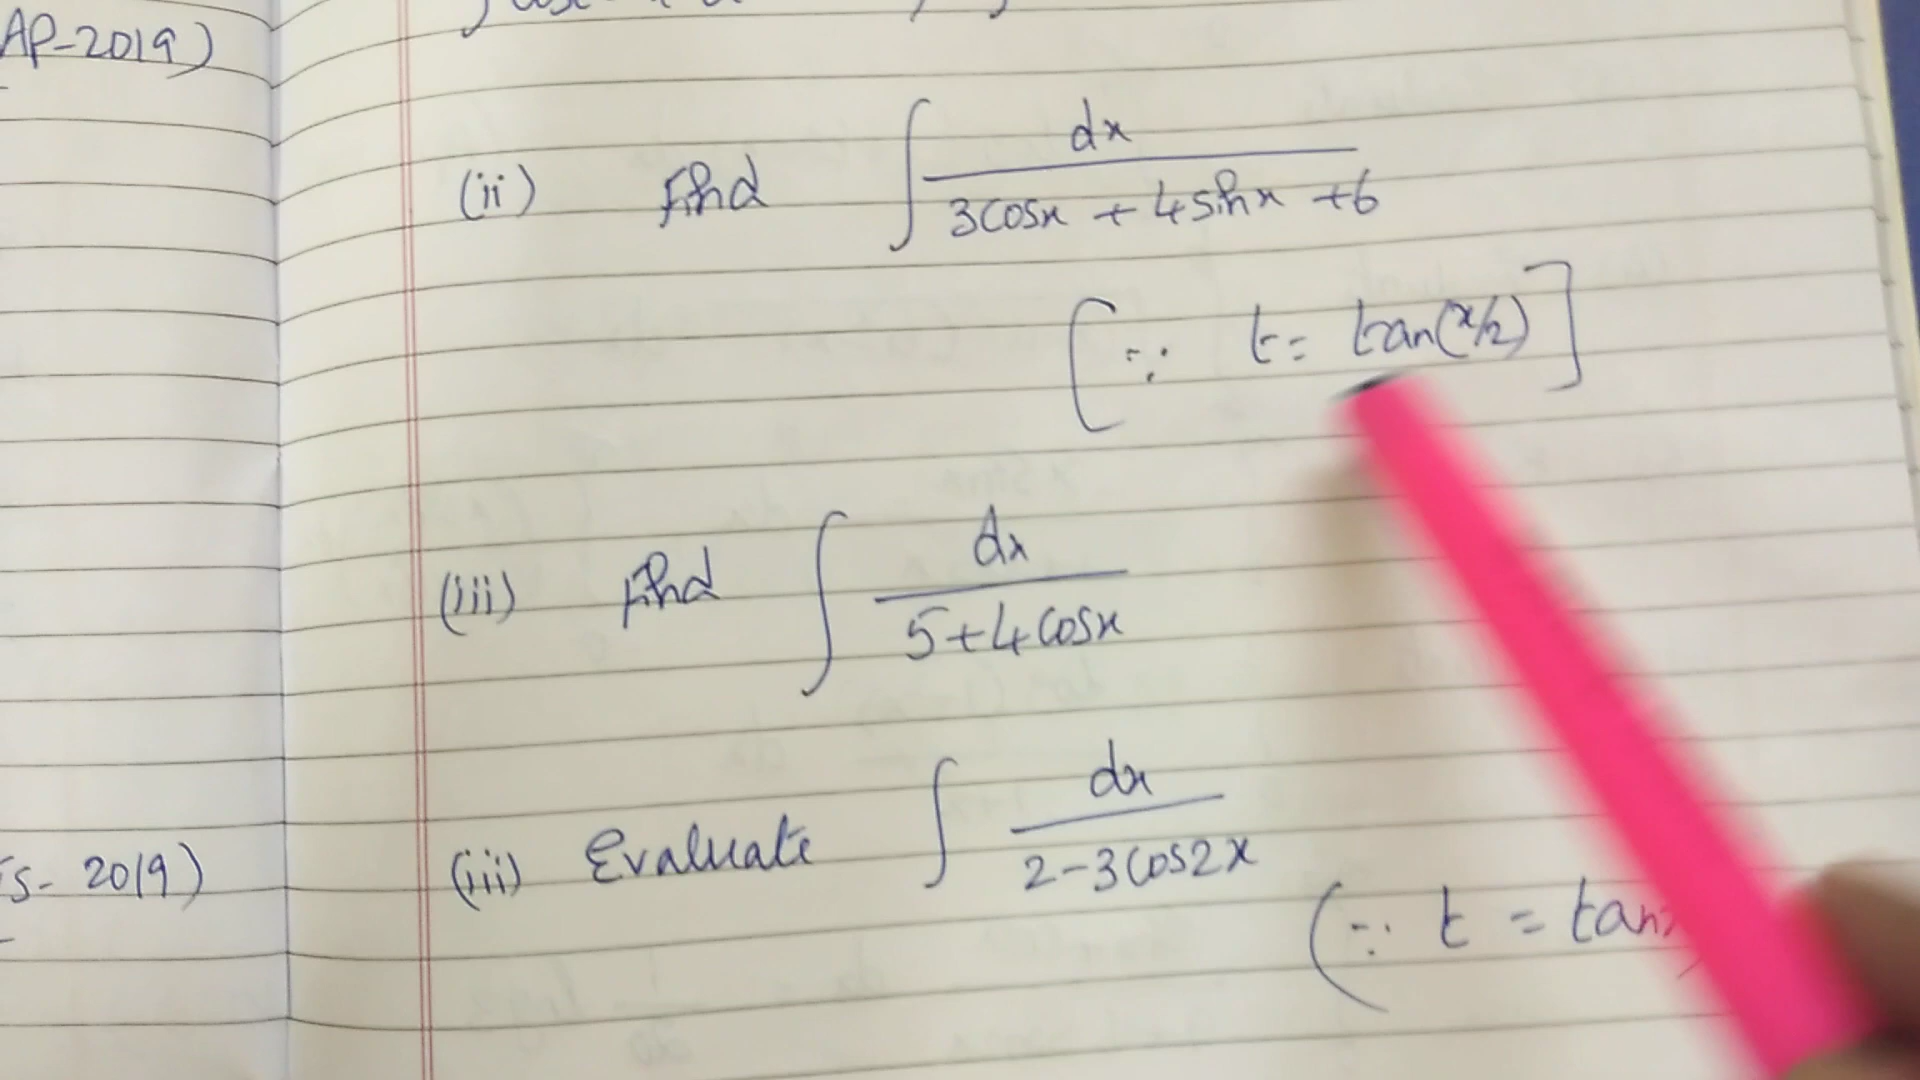 AP-2019)
(ii) Find ∫ dx / 3cosx + 4sinx + 6
[∵ t = tan(x/2)]
(iii) Find ∫ dx / 5+4cosx
2019)
(iii) Evaluate ∫ dx / 2-3cos2x
(∵ t = tan